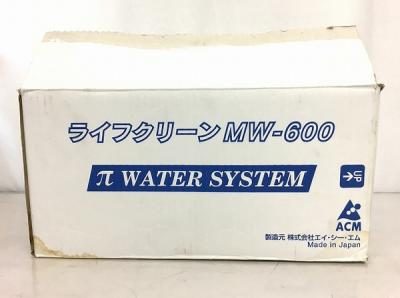 ライフクリーン MW-600
π WATER SYSTEM
UP
ACM
製造元 株式会社エイ・シー・エム
Made in Japan